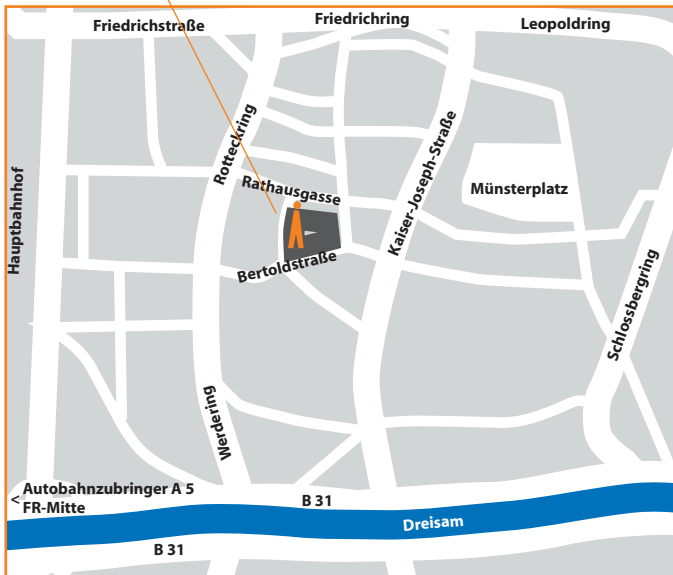 Friedrichstraße
Friedrichring
Leopoldring
Rotteckring
Kaiser-Joseph-Straße
Rathausgasse
Münsterplatz
Hauptbahnhof
Bertoldstraße
Schlossbergring
Werdering
< Autobahnzubringer A 5
FR-Mitte
B 31
Dreisam
B 31